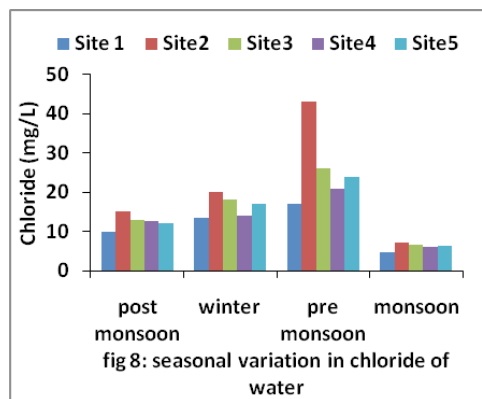 Site 1 Site2 Site3 Site4 Site5
Chloride (mg/L)
50
40
30
20
10
0
post monsoon winter pre monsoon monsoon
fig 8: seasonal variation in chloride of
water